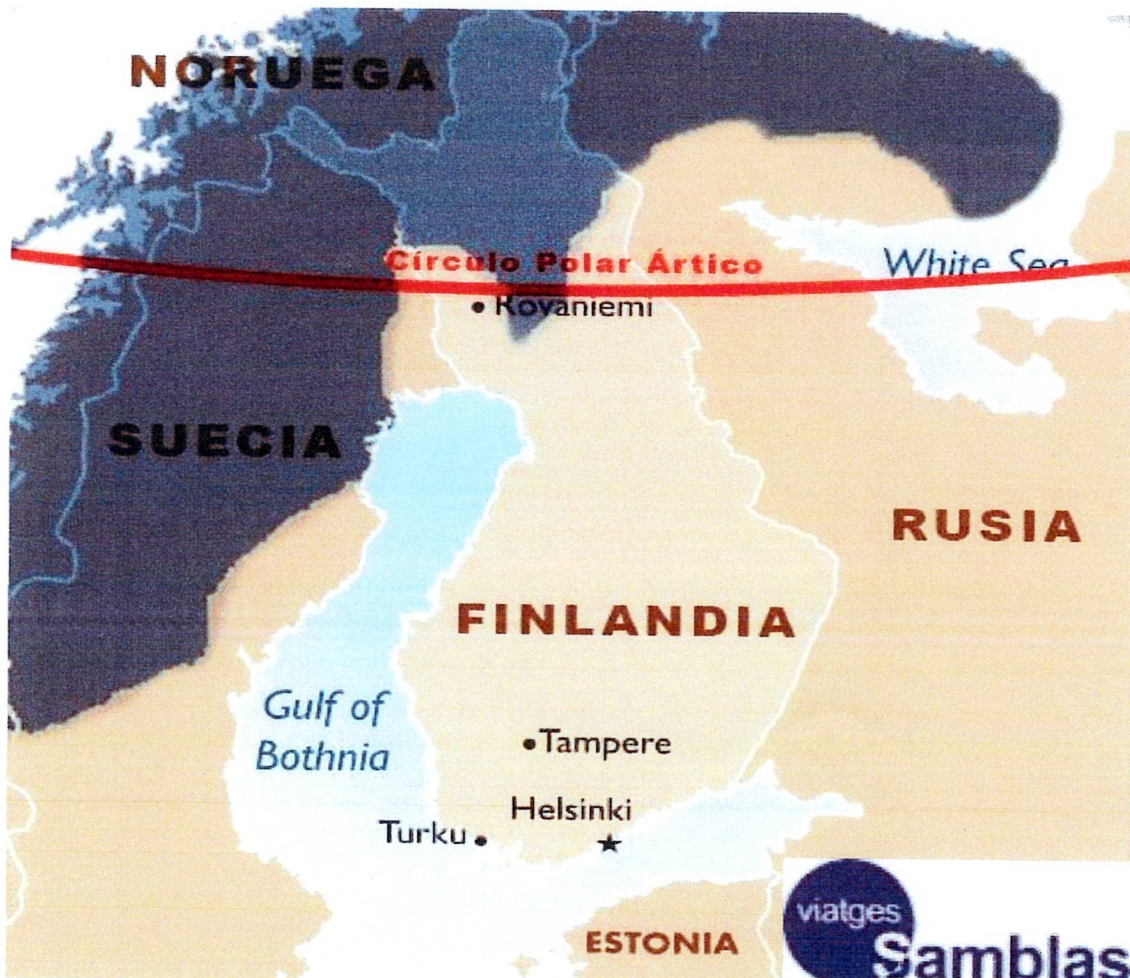 NORUEGA
Círculo Polar Ártico
White Sea
Rovaniemi
SUECIA
RUSIA
FINLANDIA
Gulf of
Bothnia
Tampere
Helsinki
Turku
ESTONIA
viatges
Samblas